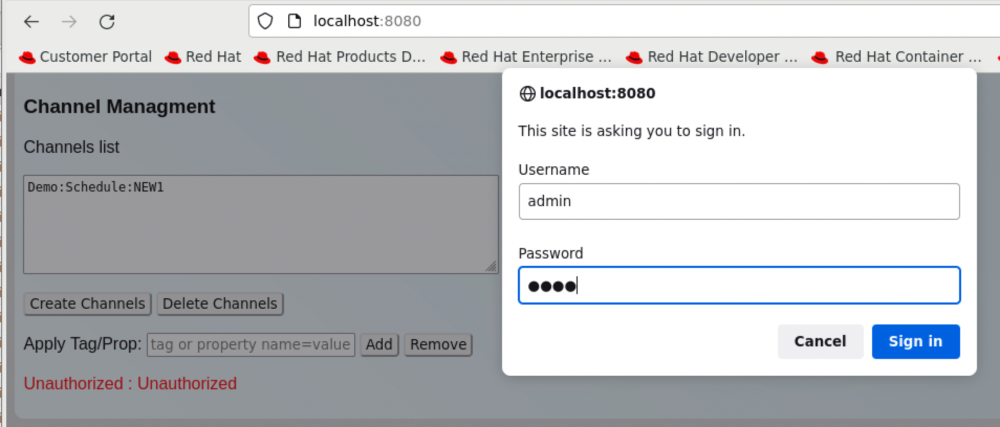 localhost:8080
Customer Portal Red Hat Red Hat Products D... Red Hat Enterprise ... Red Hat Developer ... Red Hat Container ...
Channel Managment
Channels list
Demo:Schedule:NEW1
Create Channels Delete Channels
Apply Tag/Prop: tag or property name=value Add Remove
Unauthorized : Unauthorized
localhost:8080
This site is asking you to sign in.
Username
admin
Password
●●●●
Cancel Sign in